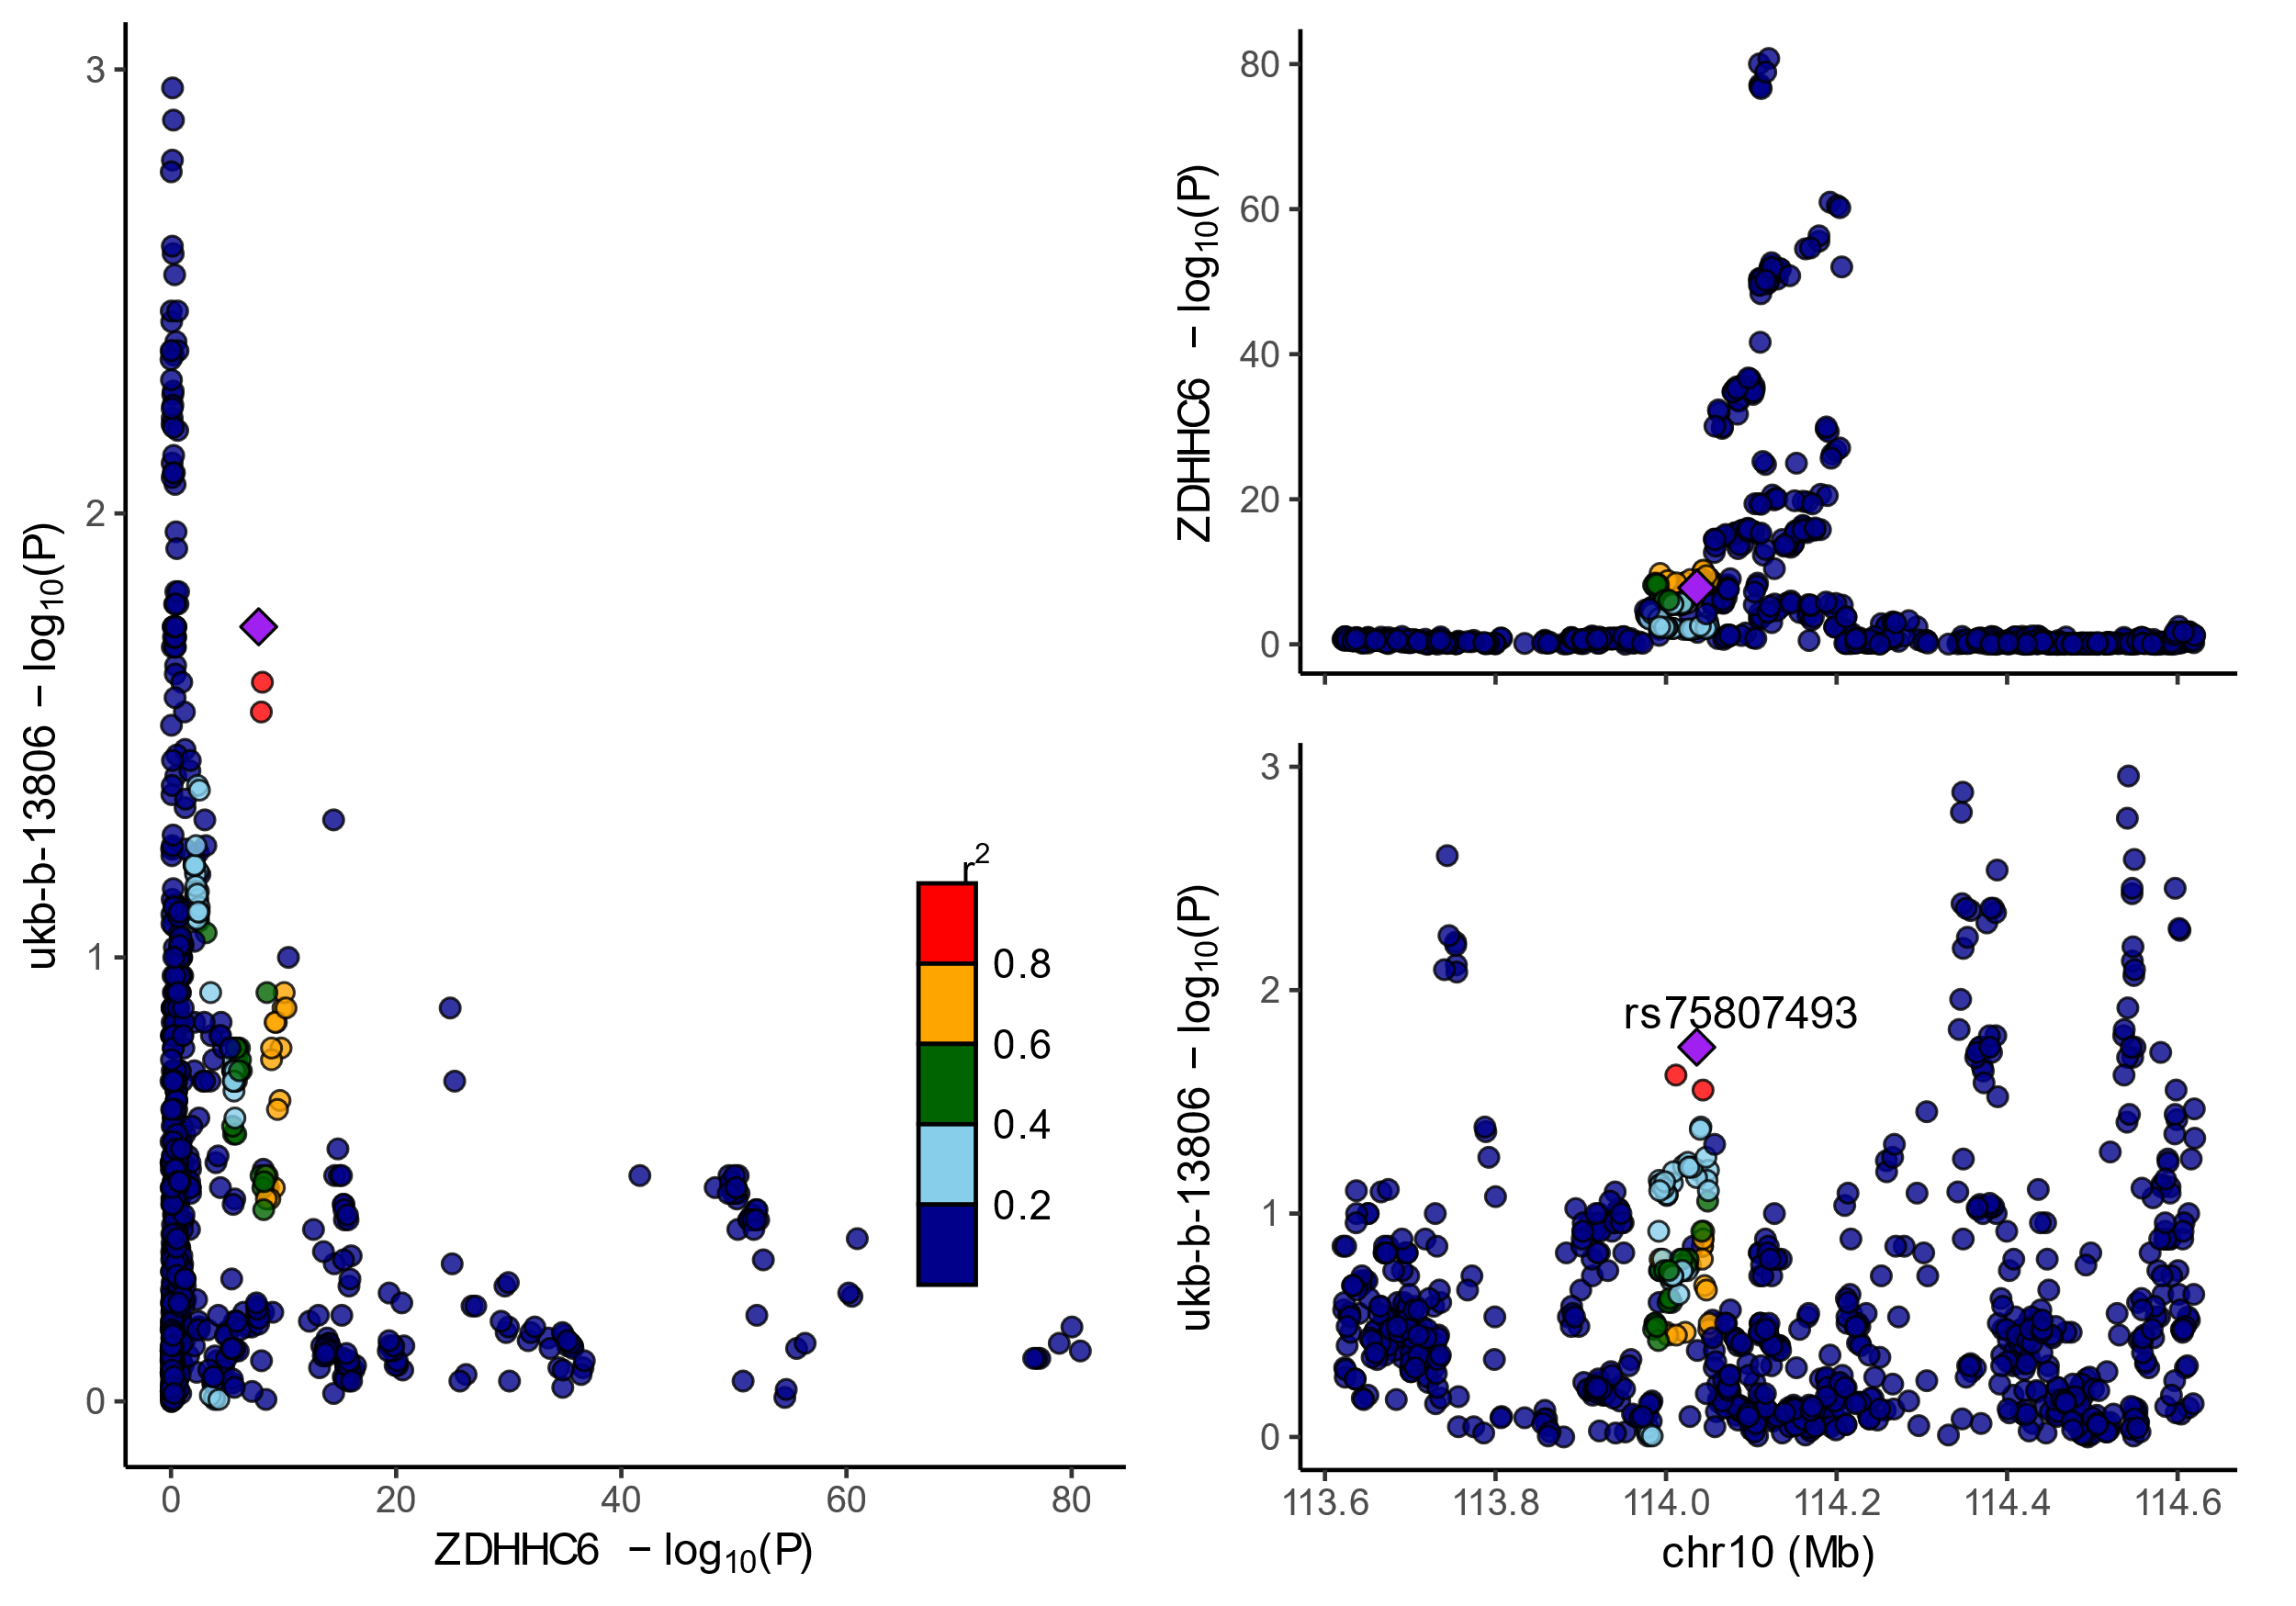 3
2
1
0
ukb-b-13806 − log10(P)
0 20 40 60 80
ZDHHC6 − log10(P)
r2
0.8
0.6
0.4
0.2
80
60
40
20
0
ZDHHC6 − log10(P)
3
2
1
0
ukb-b-13806 − log10(P)
rs75807493
113.6 113.8 114.0 114.2 114.4 114.6
chr10 (Mb)